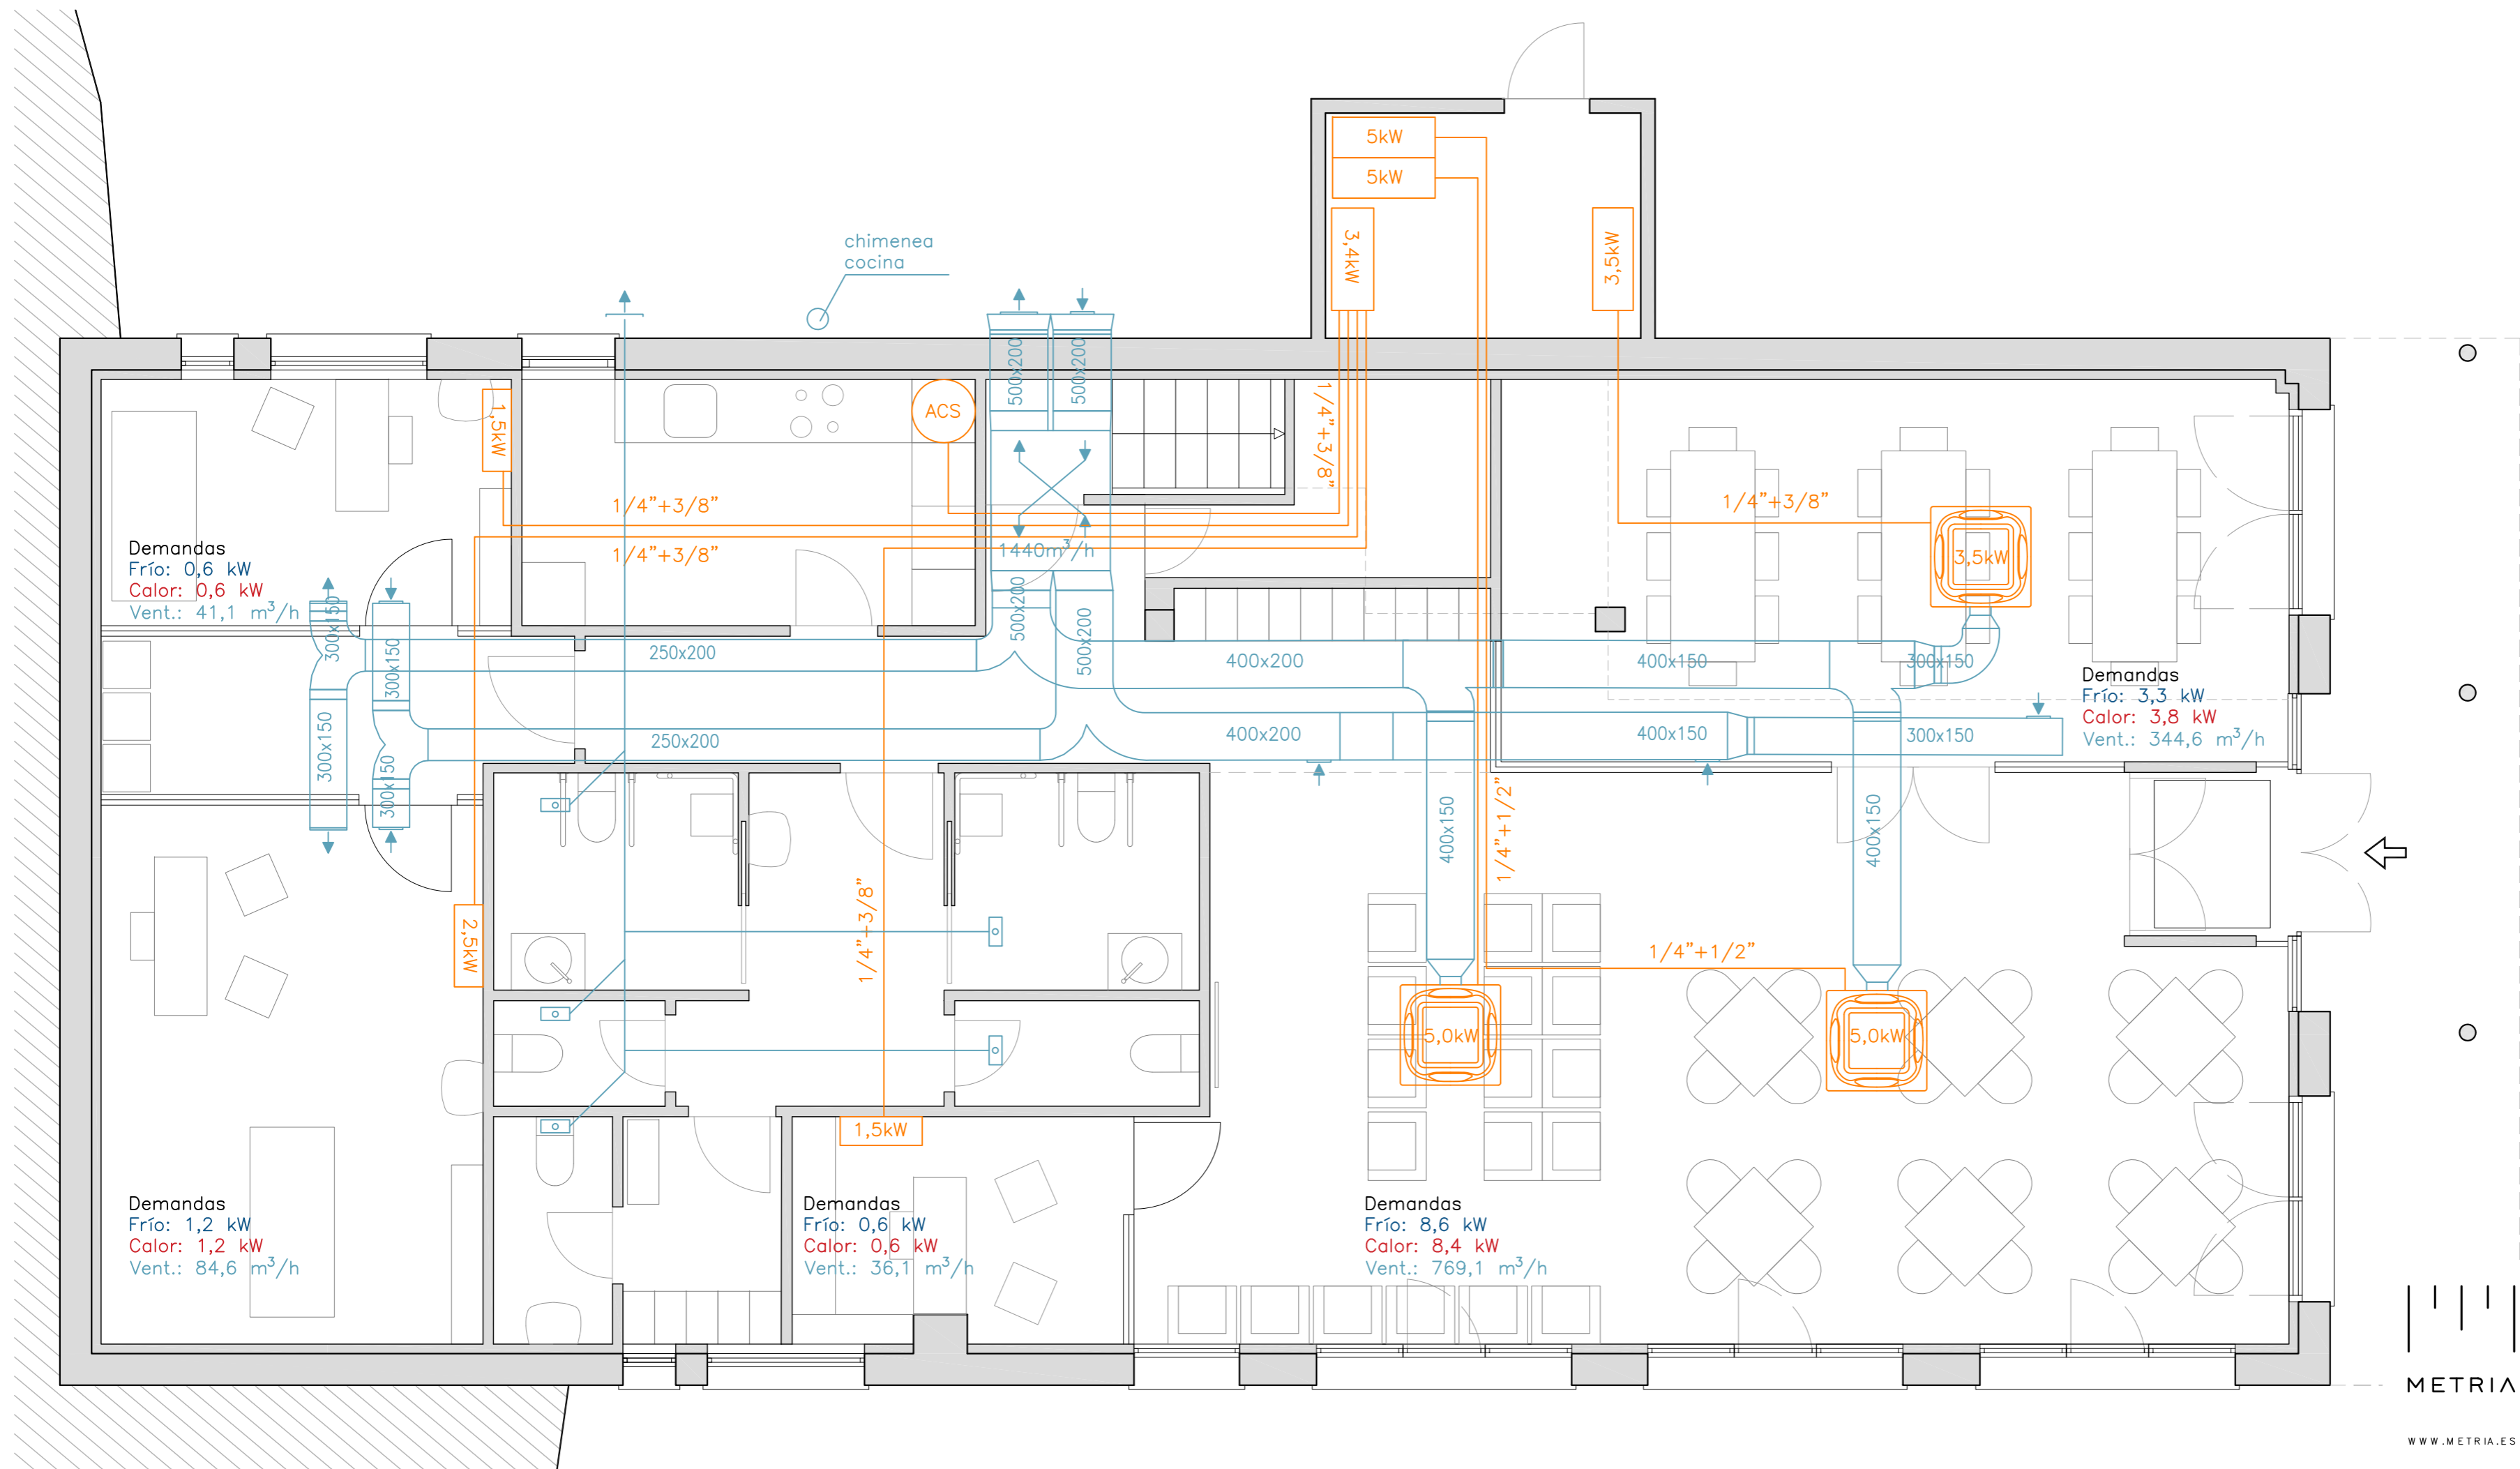 5kW
5kW
3,4kW
3,5kW
chimenea
cocina
500x200
500x200
ACS
1,5kW
1/4"+3/8"
1/4"+3/8"
1/4"+3/8"
1/4"+3/8"
3,5kW
1440m³/h
Demandas
Frío: 0,6 kW
Calor: 0,6 kW
Vent.: 41,1 m³/h
300x150
300x150
250x200
500x200
500x200
400x200
400x150
300x150
Demandas
Frío: 3,3 kW
Calor: 3,8 kW
Vent.: 344,6 m³/h
300x150
300x150
250x200
400x200
400x150
300x150
400x150
1/4"+1/2"
400x150
2,5kW
1/4"+3/8"
1/4"+1/2"
5,0kW
5,0kW
1,5kW
Demandas
Frío: 1,2 kW
Calor: 1,2 kW
Vent.: 84,6 m³/h
Demandas
Frío: 0,6 kW
Calor: 0,6 kW
Vent.: 36,1 m³/h
Demandas
Frío: 8,6 kW
Calor: 8,4 kW
Vent.: 769,1 m³/h
METRIA
WWW.METRIA.ES